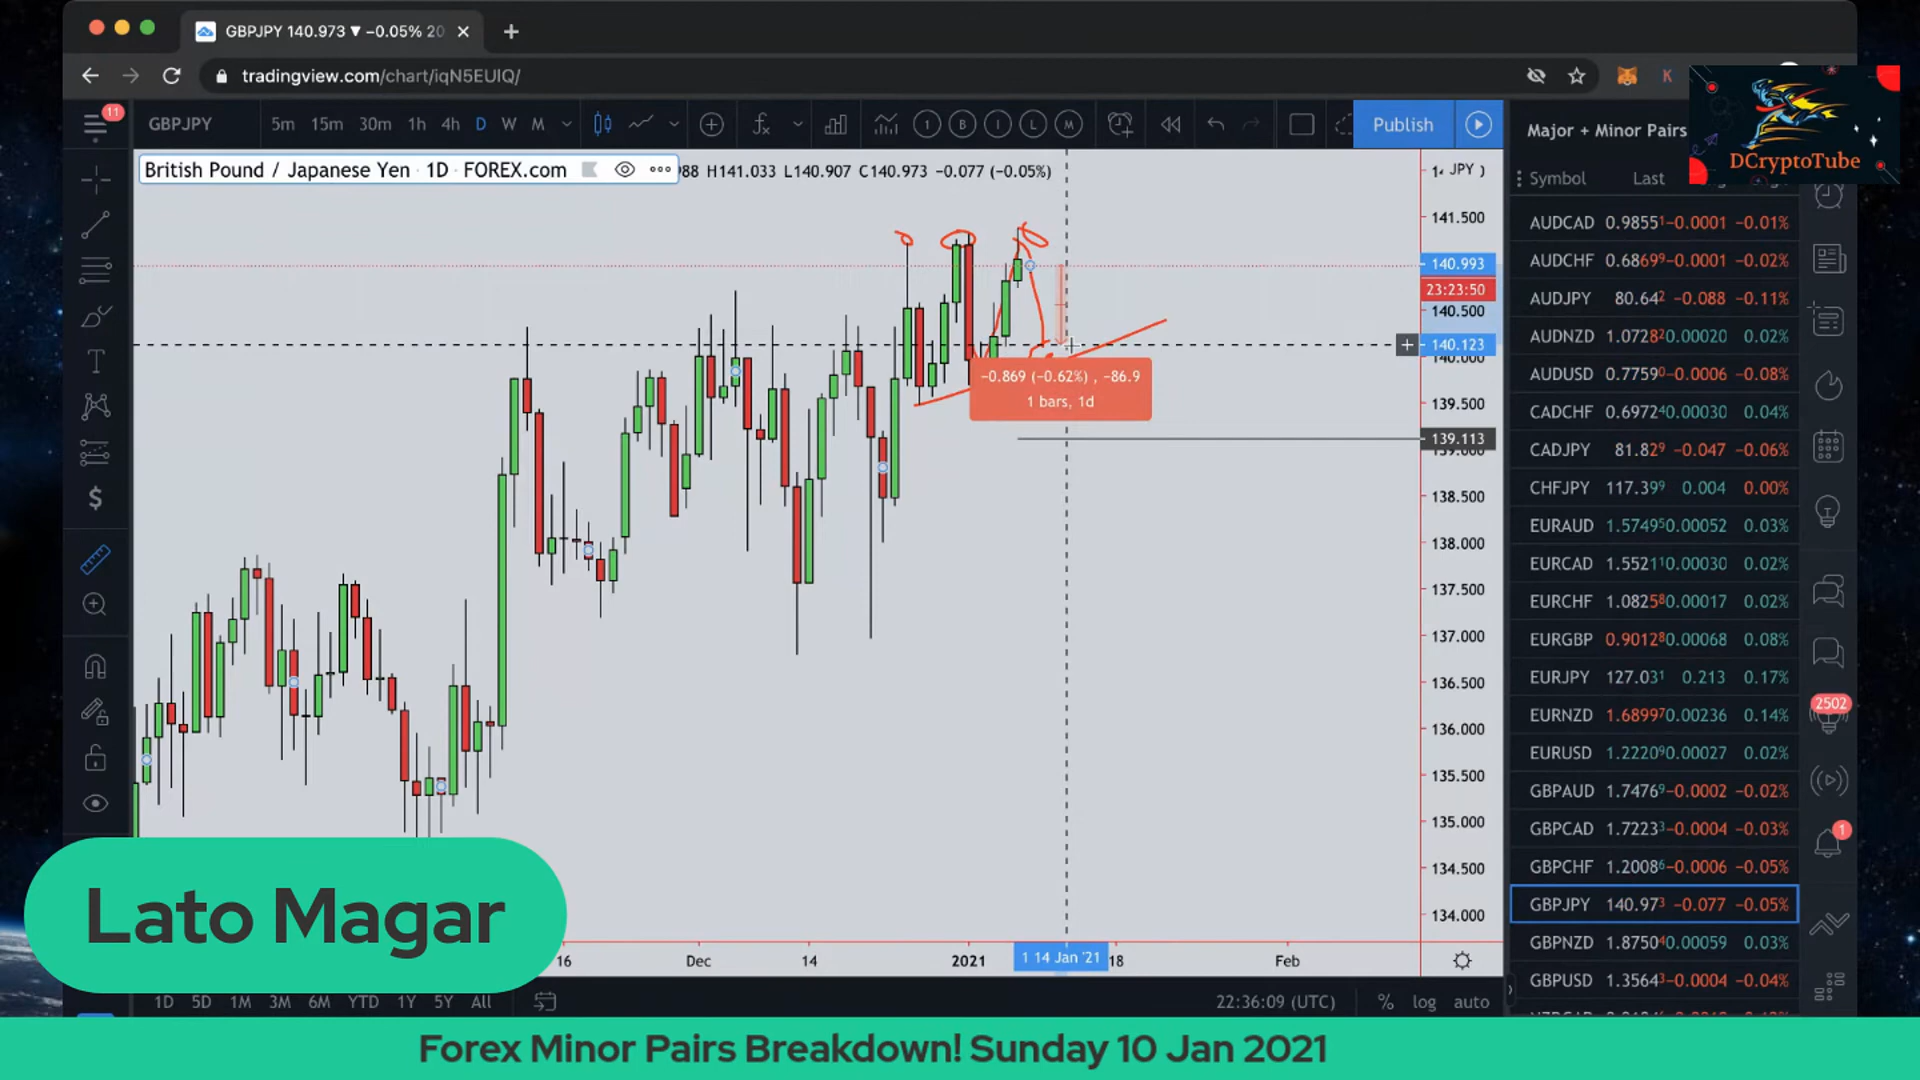 GBPJPY 140.973 ▼ −0.05% 20
tradingview.com/chart/iqN5EUIQ/
DCryptoTube
11
GBPJPY 5m 15m 30m 1h 4h D W M 1 B I L M Publish
Major + Minor Pairs
British Pound / Japanese Yen · 1D · FOREX.com H141.033 L140.907 C140.973 −0.077 (−0.05%)
JPY
Symbol Last
141.500
140.993
23:23:50
140.500
140.123
140.000
139.500
139.113
139.000
138.500
138.000
137.500
137.000
136.500
136.000
135.500
135.000
134.500
134.000
−0.869 (−0.62%) , −86.9
1 bars, 1d
AUDCAD 0.98551 −0.0001 −0.01%
AUDCHF 0.68699 −0.0001 −0.02%
AUDJPY 80.642 −0.088 −0.11%
AUDNZD 1.07282 0.00020 0.02%
AUDUSD 0.77590 −0.0006 −0.08%
CADCHF 0.69724 0.00030 0.04%
CADJPY 81.829 −0.047 −0.06%
CHFJPY 117.399 0.004 0.00%
EURAUD 1.57495 0.00052 0.03%
EURCAD 1.55211 0.00030 0.02%
EURCHF 1.08258 0.00017 0.02%
EURGBP 0.90128 0.00068 0.08%
EURJPY 127.031 0.213 0.17%
EURNZD 1.68997 0.00236 0.14%
EURUSD 1.22209 0.00027 0.02%
GBPAUD 1.74769 −0.0002 −0.02%
GBPCAD 1.72233 −0.0004 −0.03%
GBPCHF 1.20086 −0.0006 −0.05%
GBPJPY 140.973 −0.077 −0.05%
GBPNZD 1.87504 0.00059 0.03%
GBPUSD 1.35643 −0.0004 −0.04%
2502
1
Lato Magar
16 Dec 14 2021 1 14 Jan '21 18 Feb
1D 5D 1M 3M 6M YTD 1Y 5Y All 22:36:09 (UTC) % log auto
Forex Minor Pairs Breakdown! Sunday 10 Jan 2021